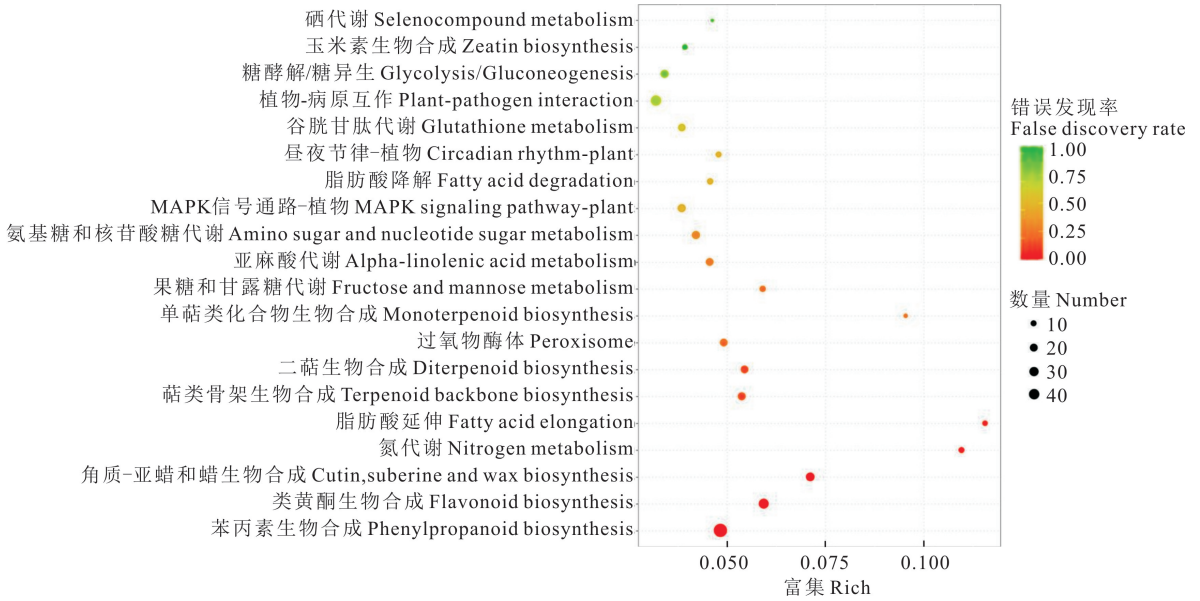 硒代谢 Selenocompound metabolism
玉米素生物合成 Zeatin biosynthesis
糖酵解/糖异生 Glycolysis/Gluconeogenesis
植物-病原互作 Plant-pathogen interaction
谷胱甘肽代谢 Glutathione metabolism
昼夜节律-植物 Circadian rhythm-plant
脂肪酸降解 Fatty acid degradation
MAPK信号通路-植物 MAPK signaling pathway-plant
氨基糖和核苷酸糖代谢 Amino sugar and nucleotide sugar metabolism
亚麻酸代谢 Alpha-linolenic acid metabolism
果糖和甘露糖代谢 Fructose and mannose metabolism
单萜类化合物生物合成 Monoterpenoid biosynthesis
过氧物酶体 Peroxisome
二萜生物合成 Diterpenoid biosynthesis
萜类骨架生物合成 Terpenoid backbone biosynthesis
脂肪酸延伸 Fatty acid elongation
氮代谢 Nitrogen metabolism
角质-亚蜡和蜡生物合成 Cutin,suberine and wax biosynthesis
类黄酮生物合成 Flavonoid biosynthesis
苯丙素生物合成 Phenylpropanoid biosynthesis
0.050 0.075 0.100
富集 Rich
错误发现率
False discovery rate
1.00
0.75
0.50
0.25
0.00
数量 Number
10
20
30
40